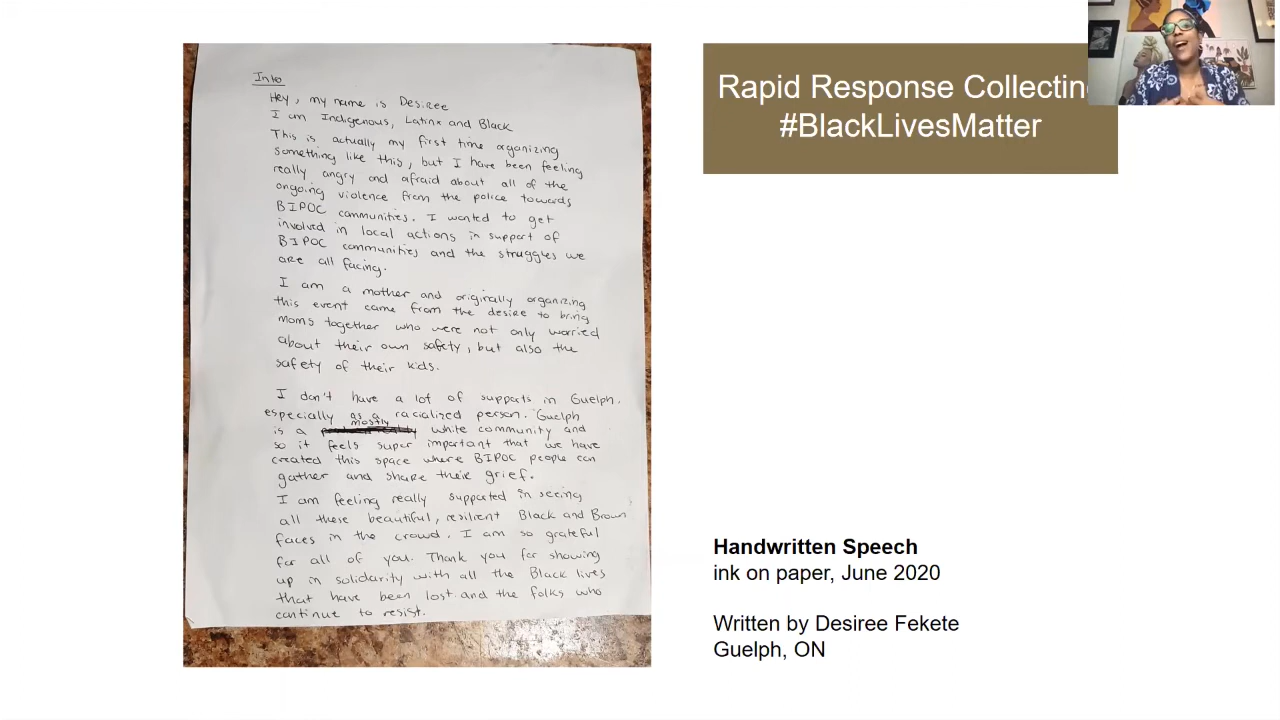 Intro
Hey, my name is Desiree
I am Indigenous, Latinx and Black
This is actually my first time organizing
something like this, but I have been feeling
really angry and afraid about all of the
ongoing violence from the police towards
BIPOC communities. I wanted to get
involved in local actions in support of
BIPOC communities and the struggles we
are all facing.
I am a mother and originally organizing
this event came from the desire to bring
moms together who were not only worried
about their own safety, but also the
safety of their kids.
I don't have a lot of supports in Guelph.
especially as a racialized person. Guelph
is a mostly white community and
so it feels super important that we have
created this space where BIPOC people can
gather and share their grief.
I am feeling really supported in seeing
all these beautiful, resilient Black and Brown
faces in the crowd. I am so grateful
for all of you. Thank you for showing
up in solidarity with all the Black lives
that have been lost and the folks who
continue to resist.
Rapid Response Collectin
#BlackLivesMatter
Handwritten Speech
ink on paper, June 2020
Written by Desiree Fekete
Guelph, ON